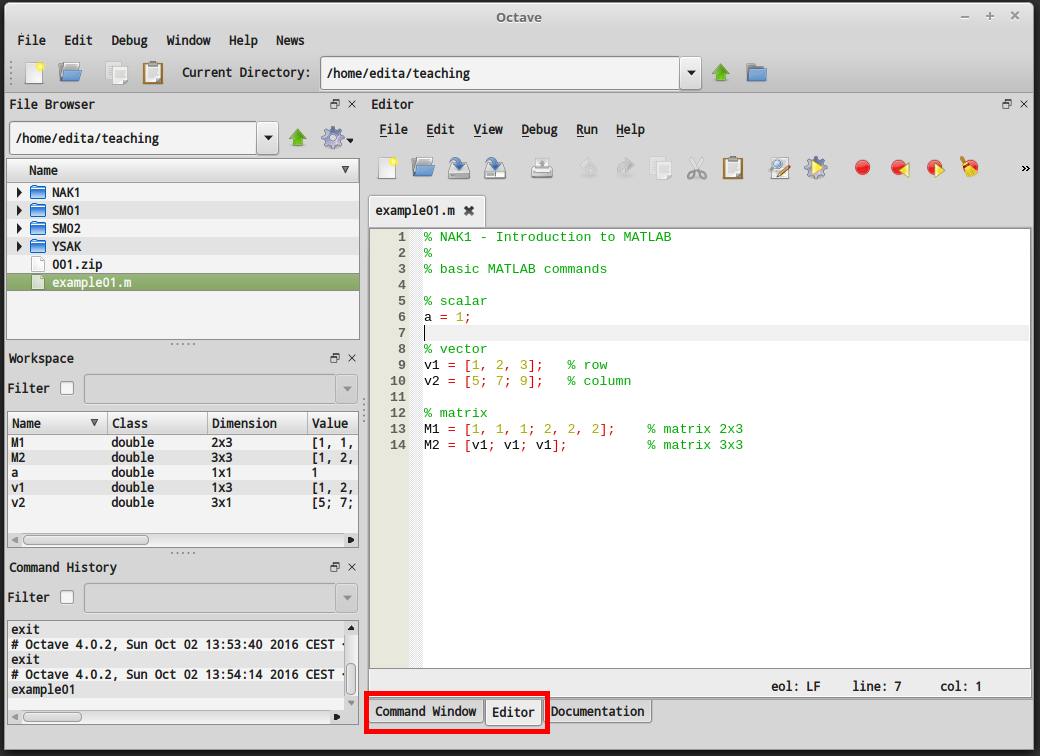 Octave
File Edit Debug Window Help News
Current Directory: /home/edita/teaching
File Browser
/home/edita/teaching
Name
NAK1
SM01
SM02
YSAK
001.zip
example01.m
Workspace
Filter
Name Class Dimension Value
M1 double 2x3 [1, 1,
M2 double 3x3 [1, 2,
a double 1x1 1
v1 double 1x3 [1, 2,
v2 double 3x1 [5; 7;
Command History
Filter
exit
# Octave 4.0.2, Sun Oct 02 13:53:40 2016 CEST
exit
# Octave 4.0.2, Sun Oct 02 13:54:14 2016 CEST
example01
Editor
File Edit View Debug Run Help
»
example01.m
1 % NAK1 - Introduction to MATLAB
2 %
3 % basic MATLAB commands
4
5 % scalar
6 a = 1;
7
8 % vector
9 v1 = [1, 2, 3]; % row
10 v2 = [5; 7; 9]; % column
11
12 % matrix
13 M1 = [1, 1, 1; 2, 2, 2]; % matrix 2x3
14 M2 = [v1; v1; v1]; % matrix 3x3
eol: LF line: 7 col: 1
Command Window Editor Documentation